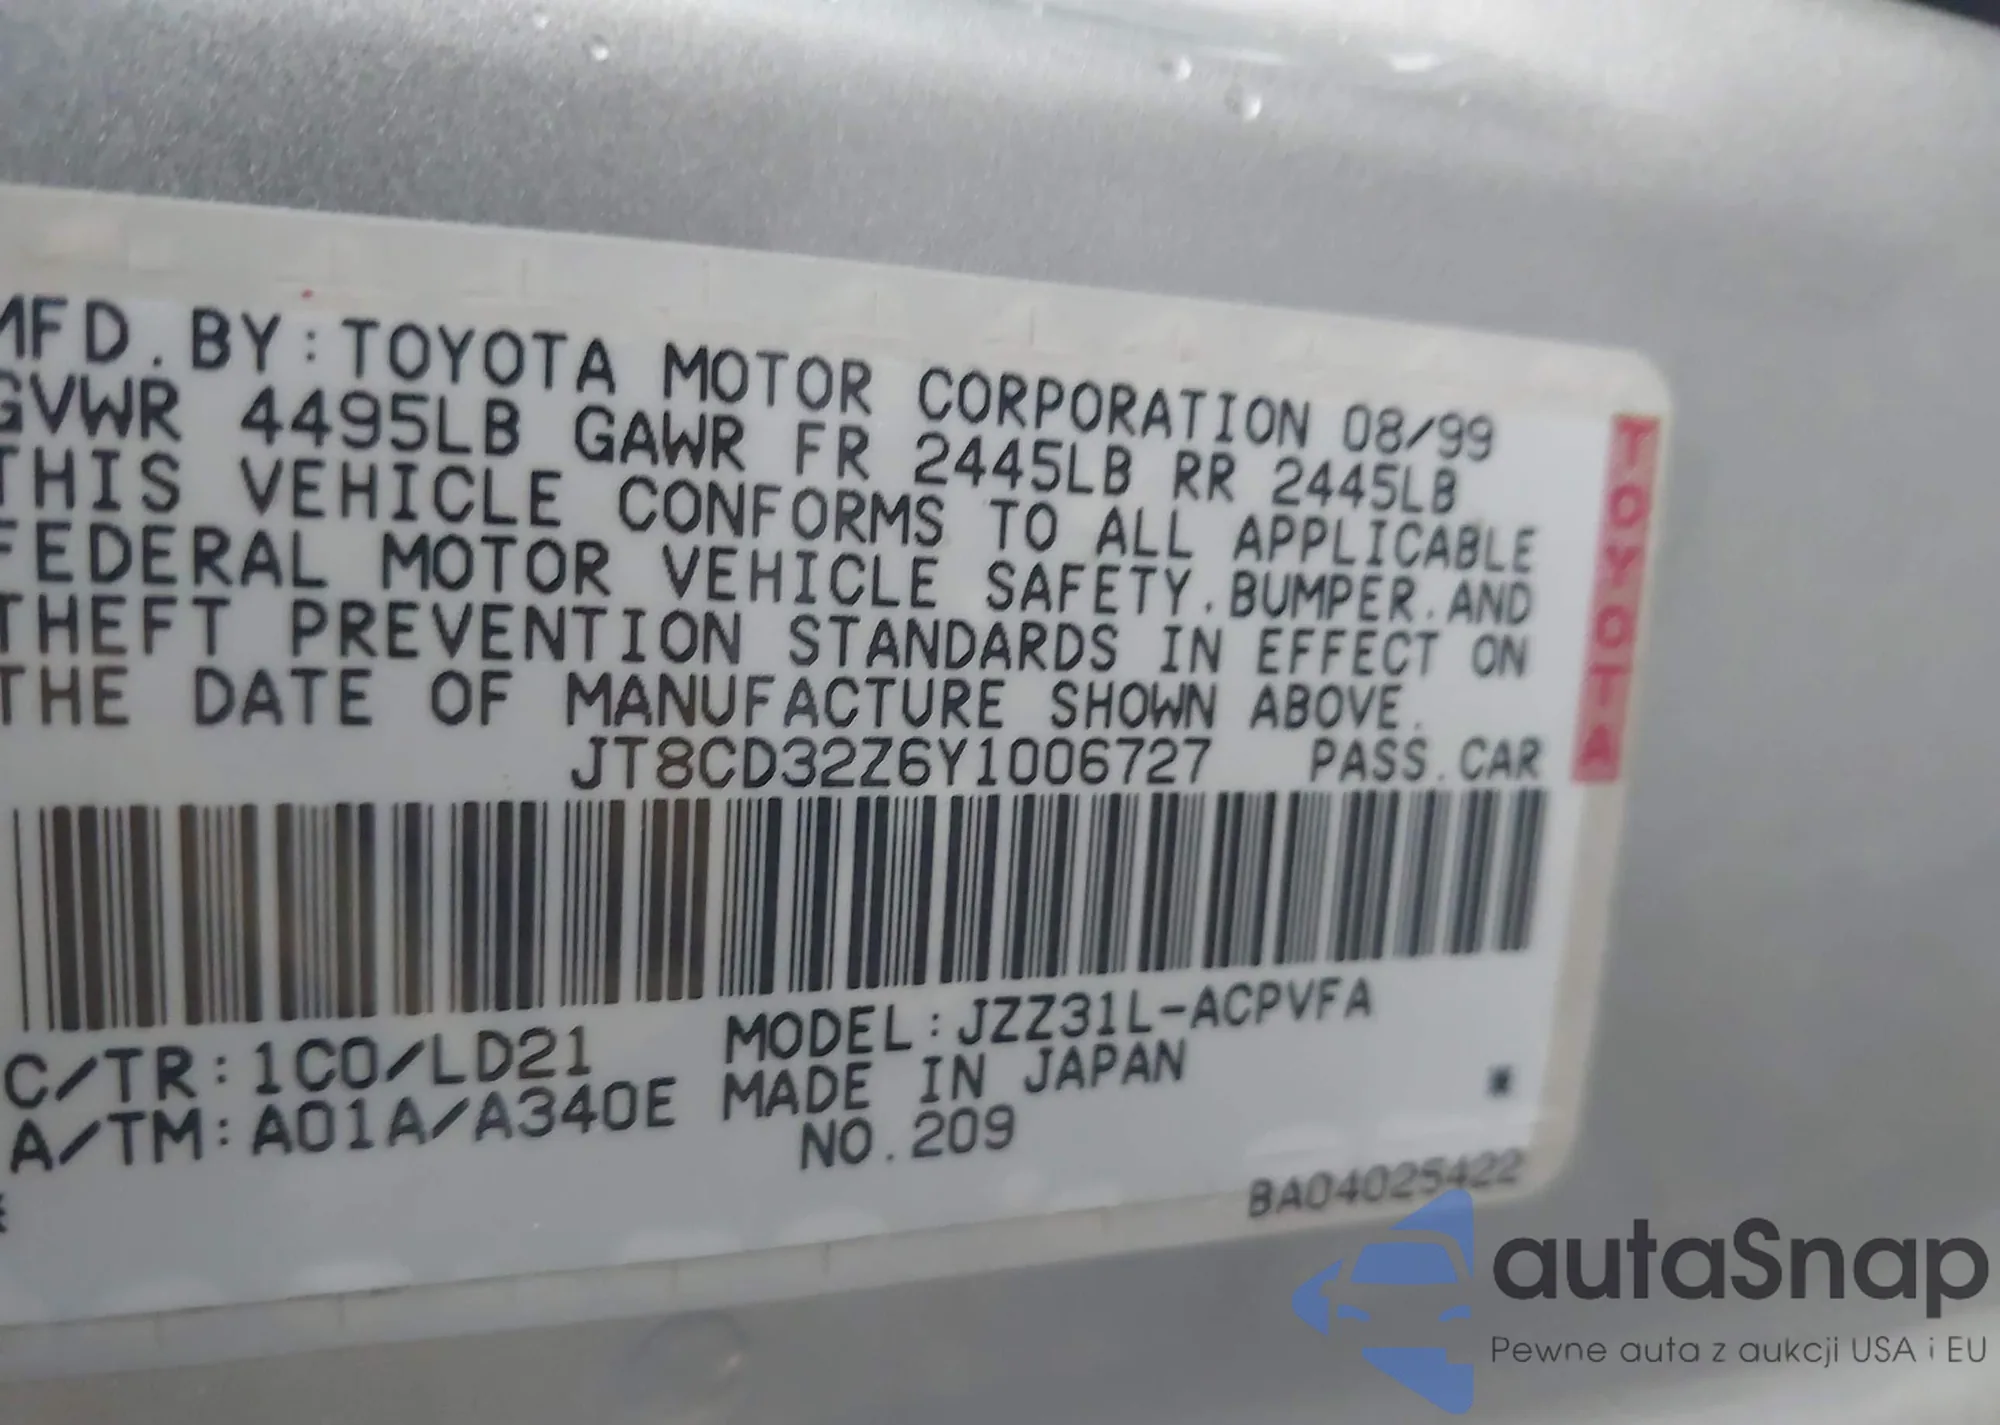 MFD. BY: TOYOTA MOTOR CORPORATION 08/99
GVWR 4495LB GAWR FR 2445LB RR 2445LB
THIS VEHICLE CONFORMS TO ALL APPLICABLE
FEDERAL MOTOR VEHICLE SAFETY, BUMPER, AND
THEFT PREVENTION STANDARDS IN EFFECT ON
THE DATE OF MANUFACTURE SHOWN ABOVE.
JT8CD32Z6Y1006727 PASS. CAR
TOYOTA
C/TR: 1C0/LD21 MODEL: JZZ31L-ACPVFA
A/TM: A01A/A340E MADE IN JAPAN
NO. 209
BA04025422
autaSnap
Pewne auta z aukcji USA i EU